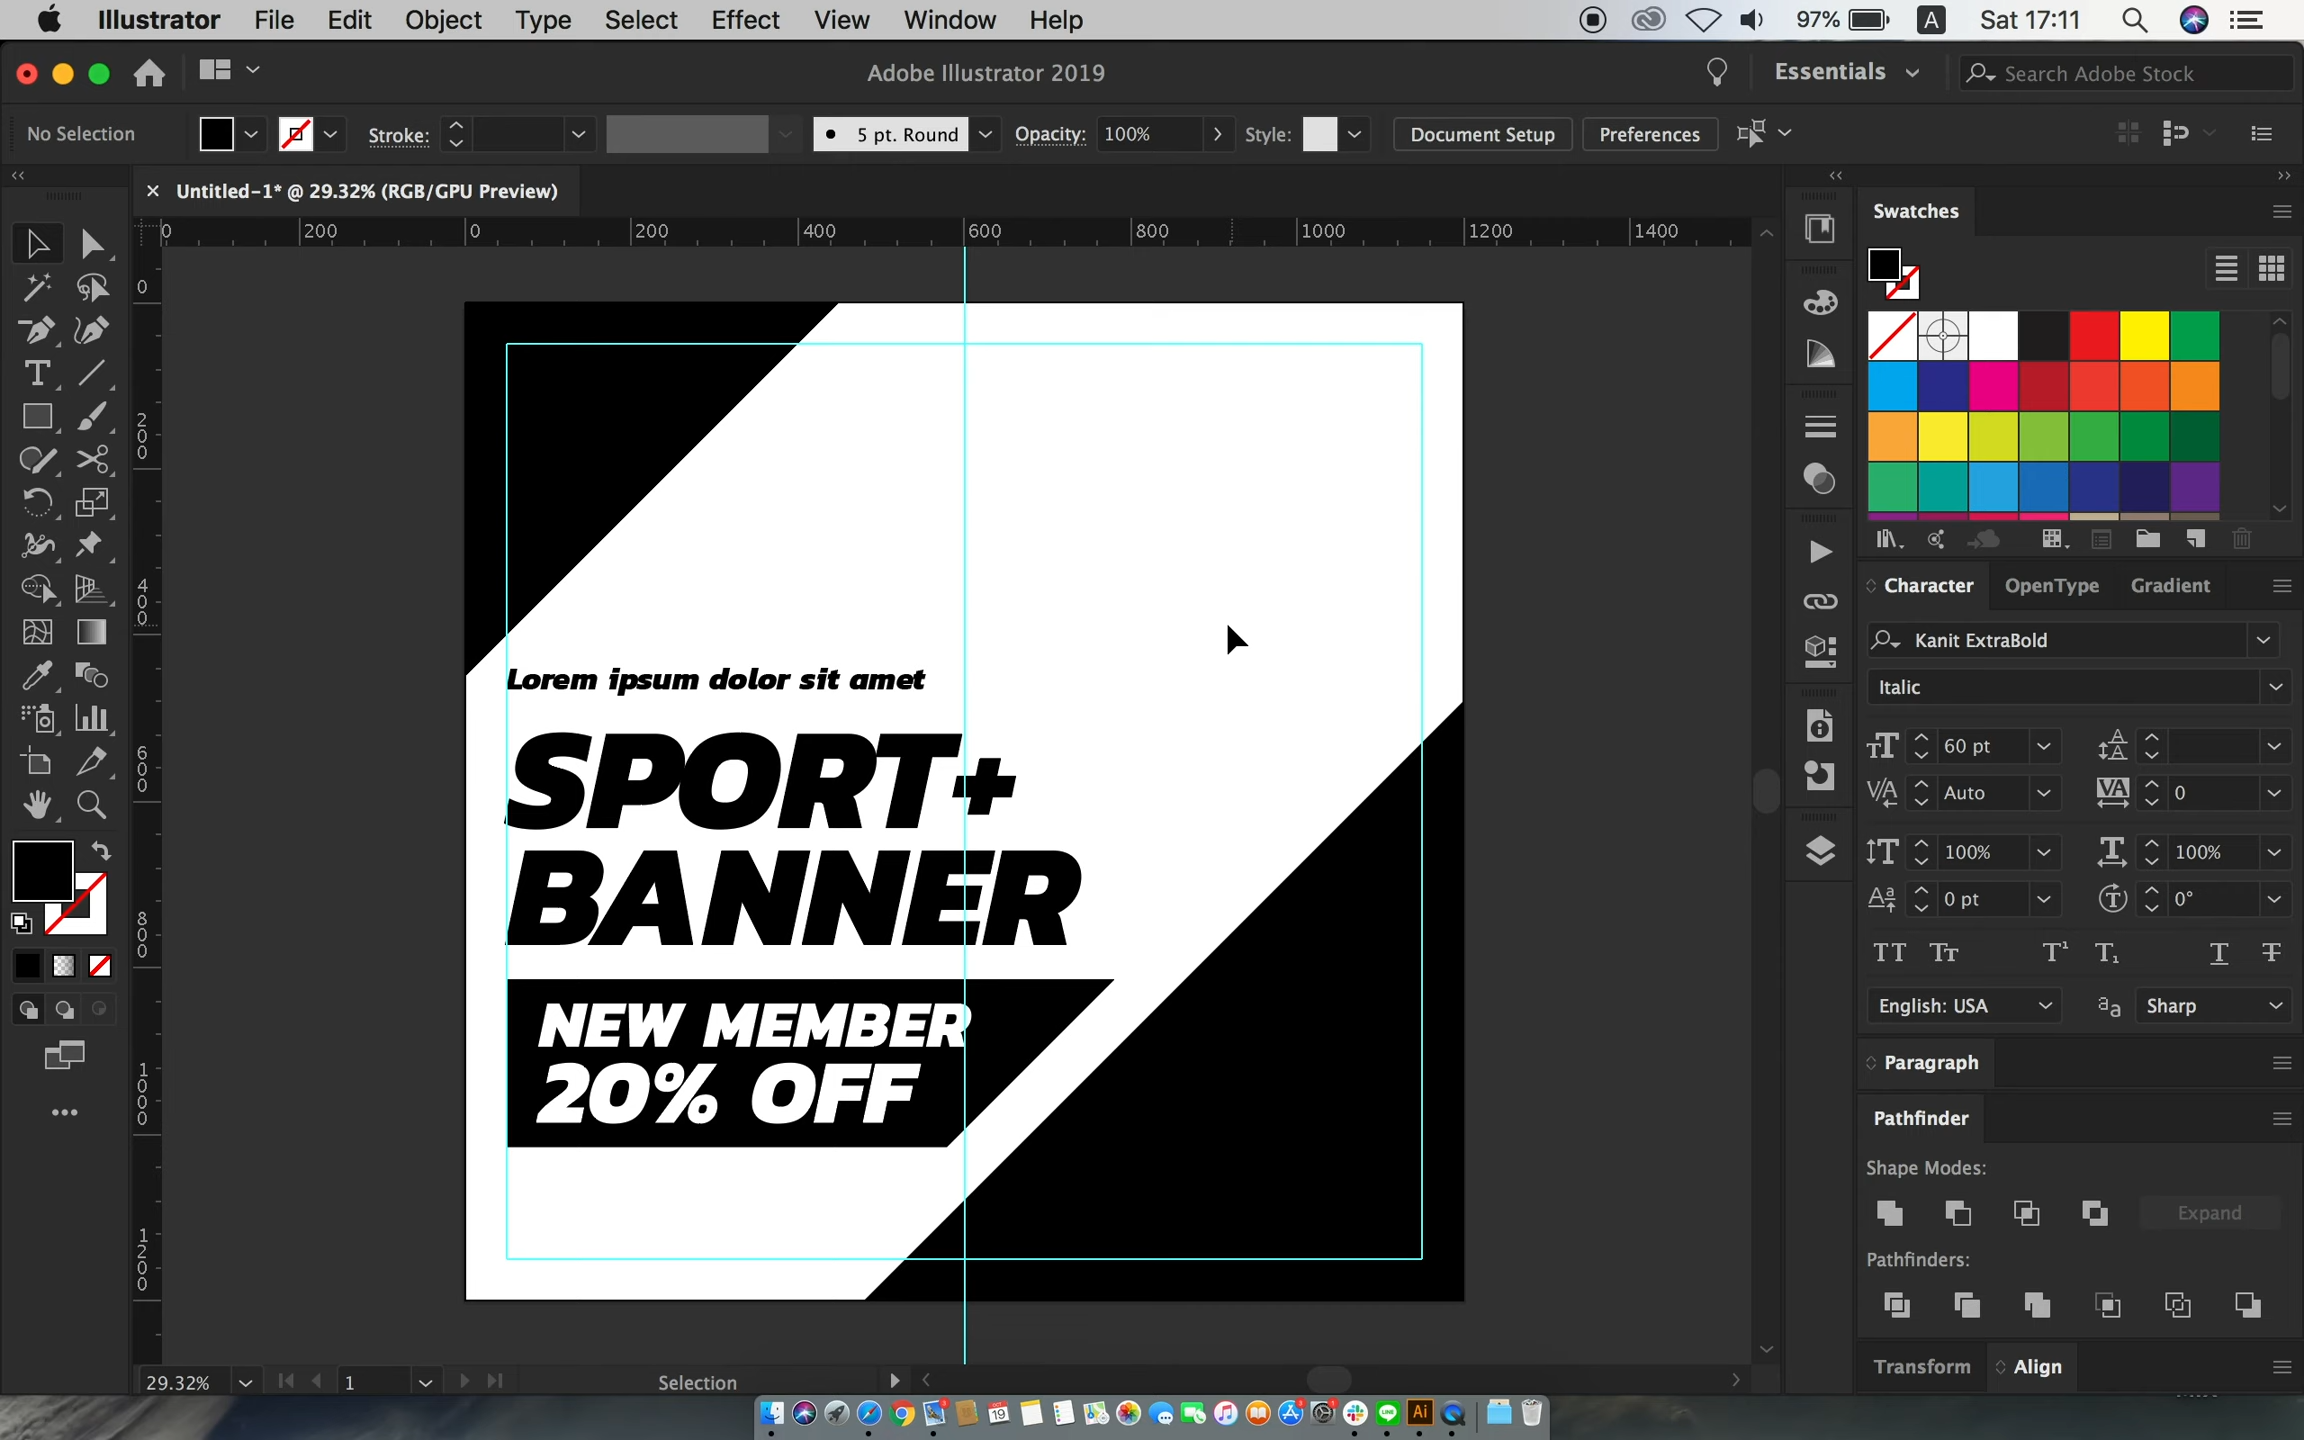 Illustrator File Edit Object Type Select Effect View Window Help 97% A Sat 17:11
Adobe Illustrator 2019 Essentials Search Adobe Stock
No Selection Stroke: 5 pt. Round Opacity: 100% Style: Document Setup Preferences
Untitled-1* @ 29.32% (RGB/GPU Preview)
0 200 0 200 400 600 800 1000 1200 1400
0
200
400
600
800
1000
1200
Lorem ipsum dolor sit amet
SPORT+
BANNER
NEW MEMBER
20% OFF
29.32% 1 Selection
Swatches
Character OpenType Gradient
Kanit ExtraBold
Italic
60 pt
Auto 0
100% 100%
0 pt 0°
English: USA Sharp
Paragraph
Pathfinder
Shape Modes:
Expand
Pathfinders:
Transform Align